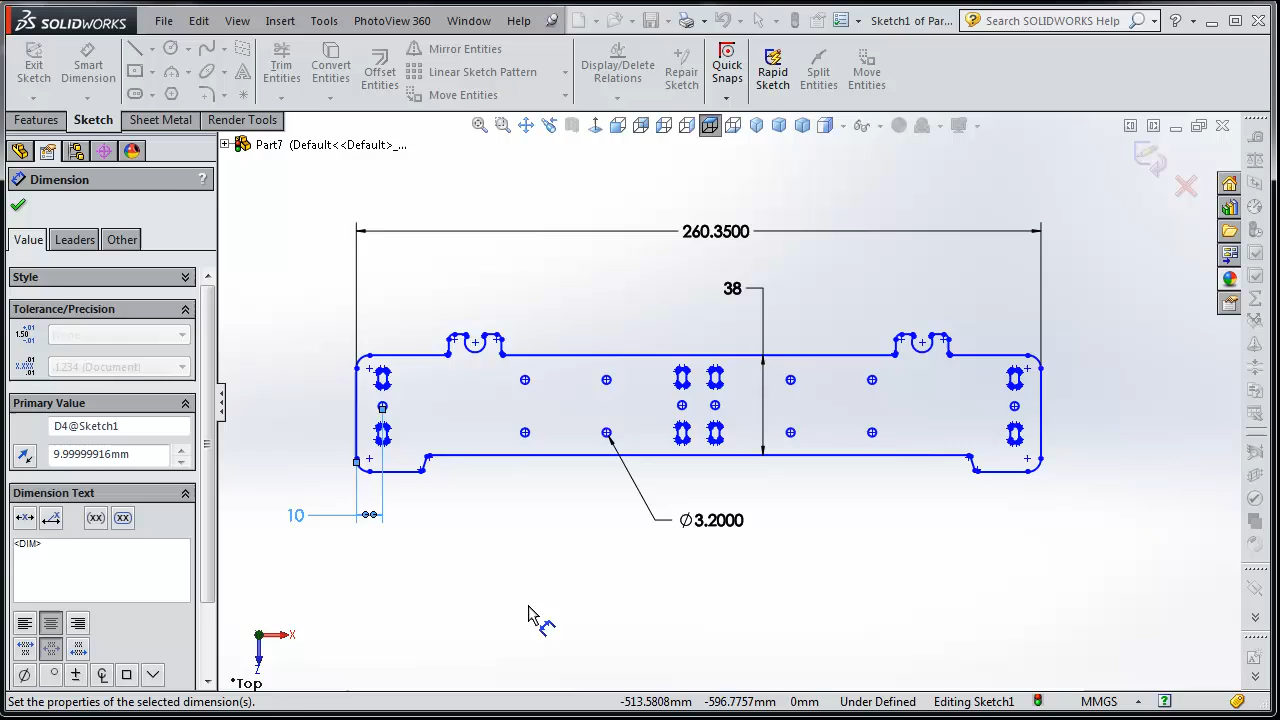 SOLIDWORKS File Edit View Insert Tools PhotoView 360 Window Help Sketch1 of Par... Search SOLIDWORKS Help
Exit Sketch
Smart Dimension
Trim Entities
Convert Entities
Offset Entities
Mirror Entities
Linear Sketch Pattern
Move Entities
Display/Delete Relations
Repair Sketch
Quick Snaps
Rapid Sketch
Split Entities
Move Entities
Features Sketch Sheet Metal Render Tools
Part7 (Default<<Default>_...
Dimension ?
Value Leaders Other
Style
Tolerance/Precision
None
1234 (Document)
Primary Value
D4@Sketch1
9.99999916mm
Dimension Text
(xx) (xx)
<DIM>
260.3500
38
10
Ø3.2000
X
Z
*Top
Set the properties of the selected dimension(s). -513.5808mm -596.7757mm 0mm Under Defined Editing Sketch1 MMGS